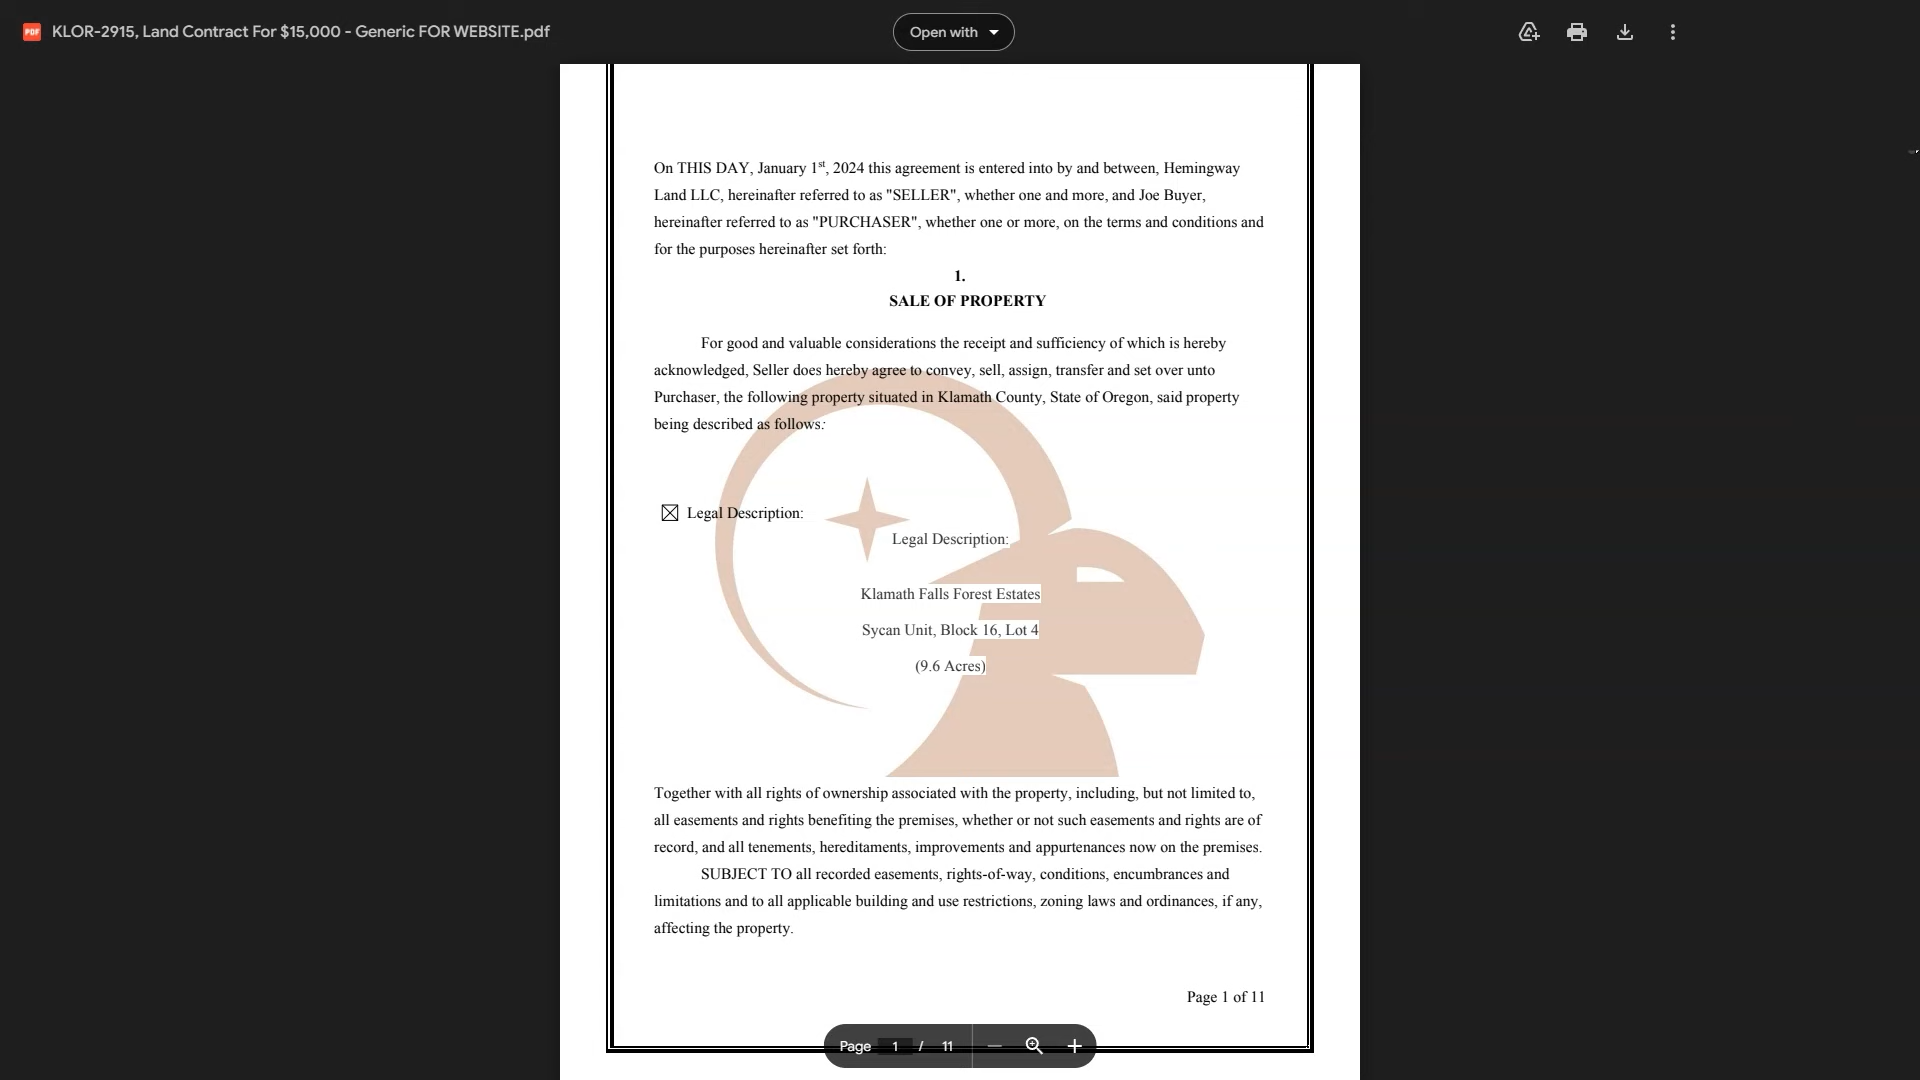 PDF KLOR-2915, Land Contract For $15,000 - Generic FOR WEBSITE.pdf
Open with
On THIS DAY, January 1st, 2024 this agreement is entered into by and between, Hemingway
Land LLC, hereinafter referred to as "SELLER", whether one and more, and Joe Buyer,
hereinafter referred to as "PURCHASER", whether one or more, on the terms and conditions and
for the purposes hereinafter set forth:
1.
SALE OF PROPERTY
For good and valuable considerations the receipt and sufficiency of which is hereby
acknowledged, Seller does hereby agree to convey, sell, assign, transfer and set over unto
Purchaser, the following property situated in Klamath County, State of Oregon, said property
being described as follows:
Legal Description:
Legal Description:
Klamath Falls Forest Estates
Sycan Unit, Block 16, Lot 4
(9.6 Acres)
Together with all rights of ownership associated with the property, including, but not limited to,
all easements and rights benefiting the premises, whether or not such easements and rights are of
record, and all tenements, hereditaments, improvements and appurtenances now on the premises.
SUBJECT TO all recorded easements, rights-of-way, conditions, encumbrances and
limitations and to all applicable building and use restrictions, zoning laws and ordinances, if any,
affecting the property.
Page 1 of 11
Page 1 / 11